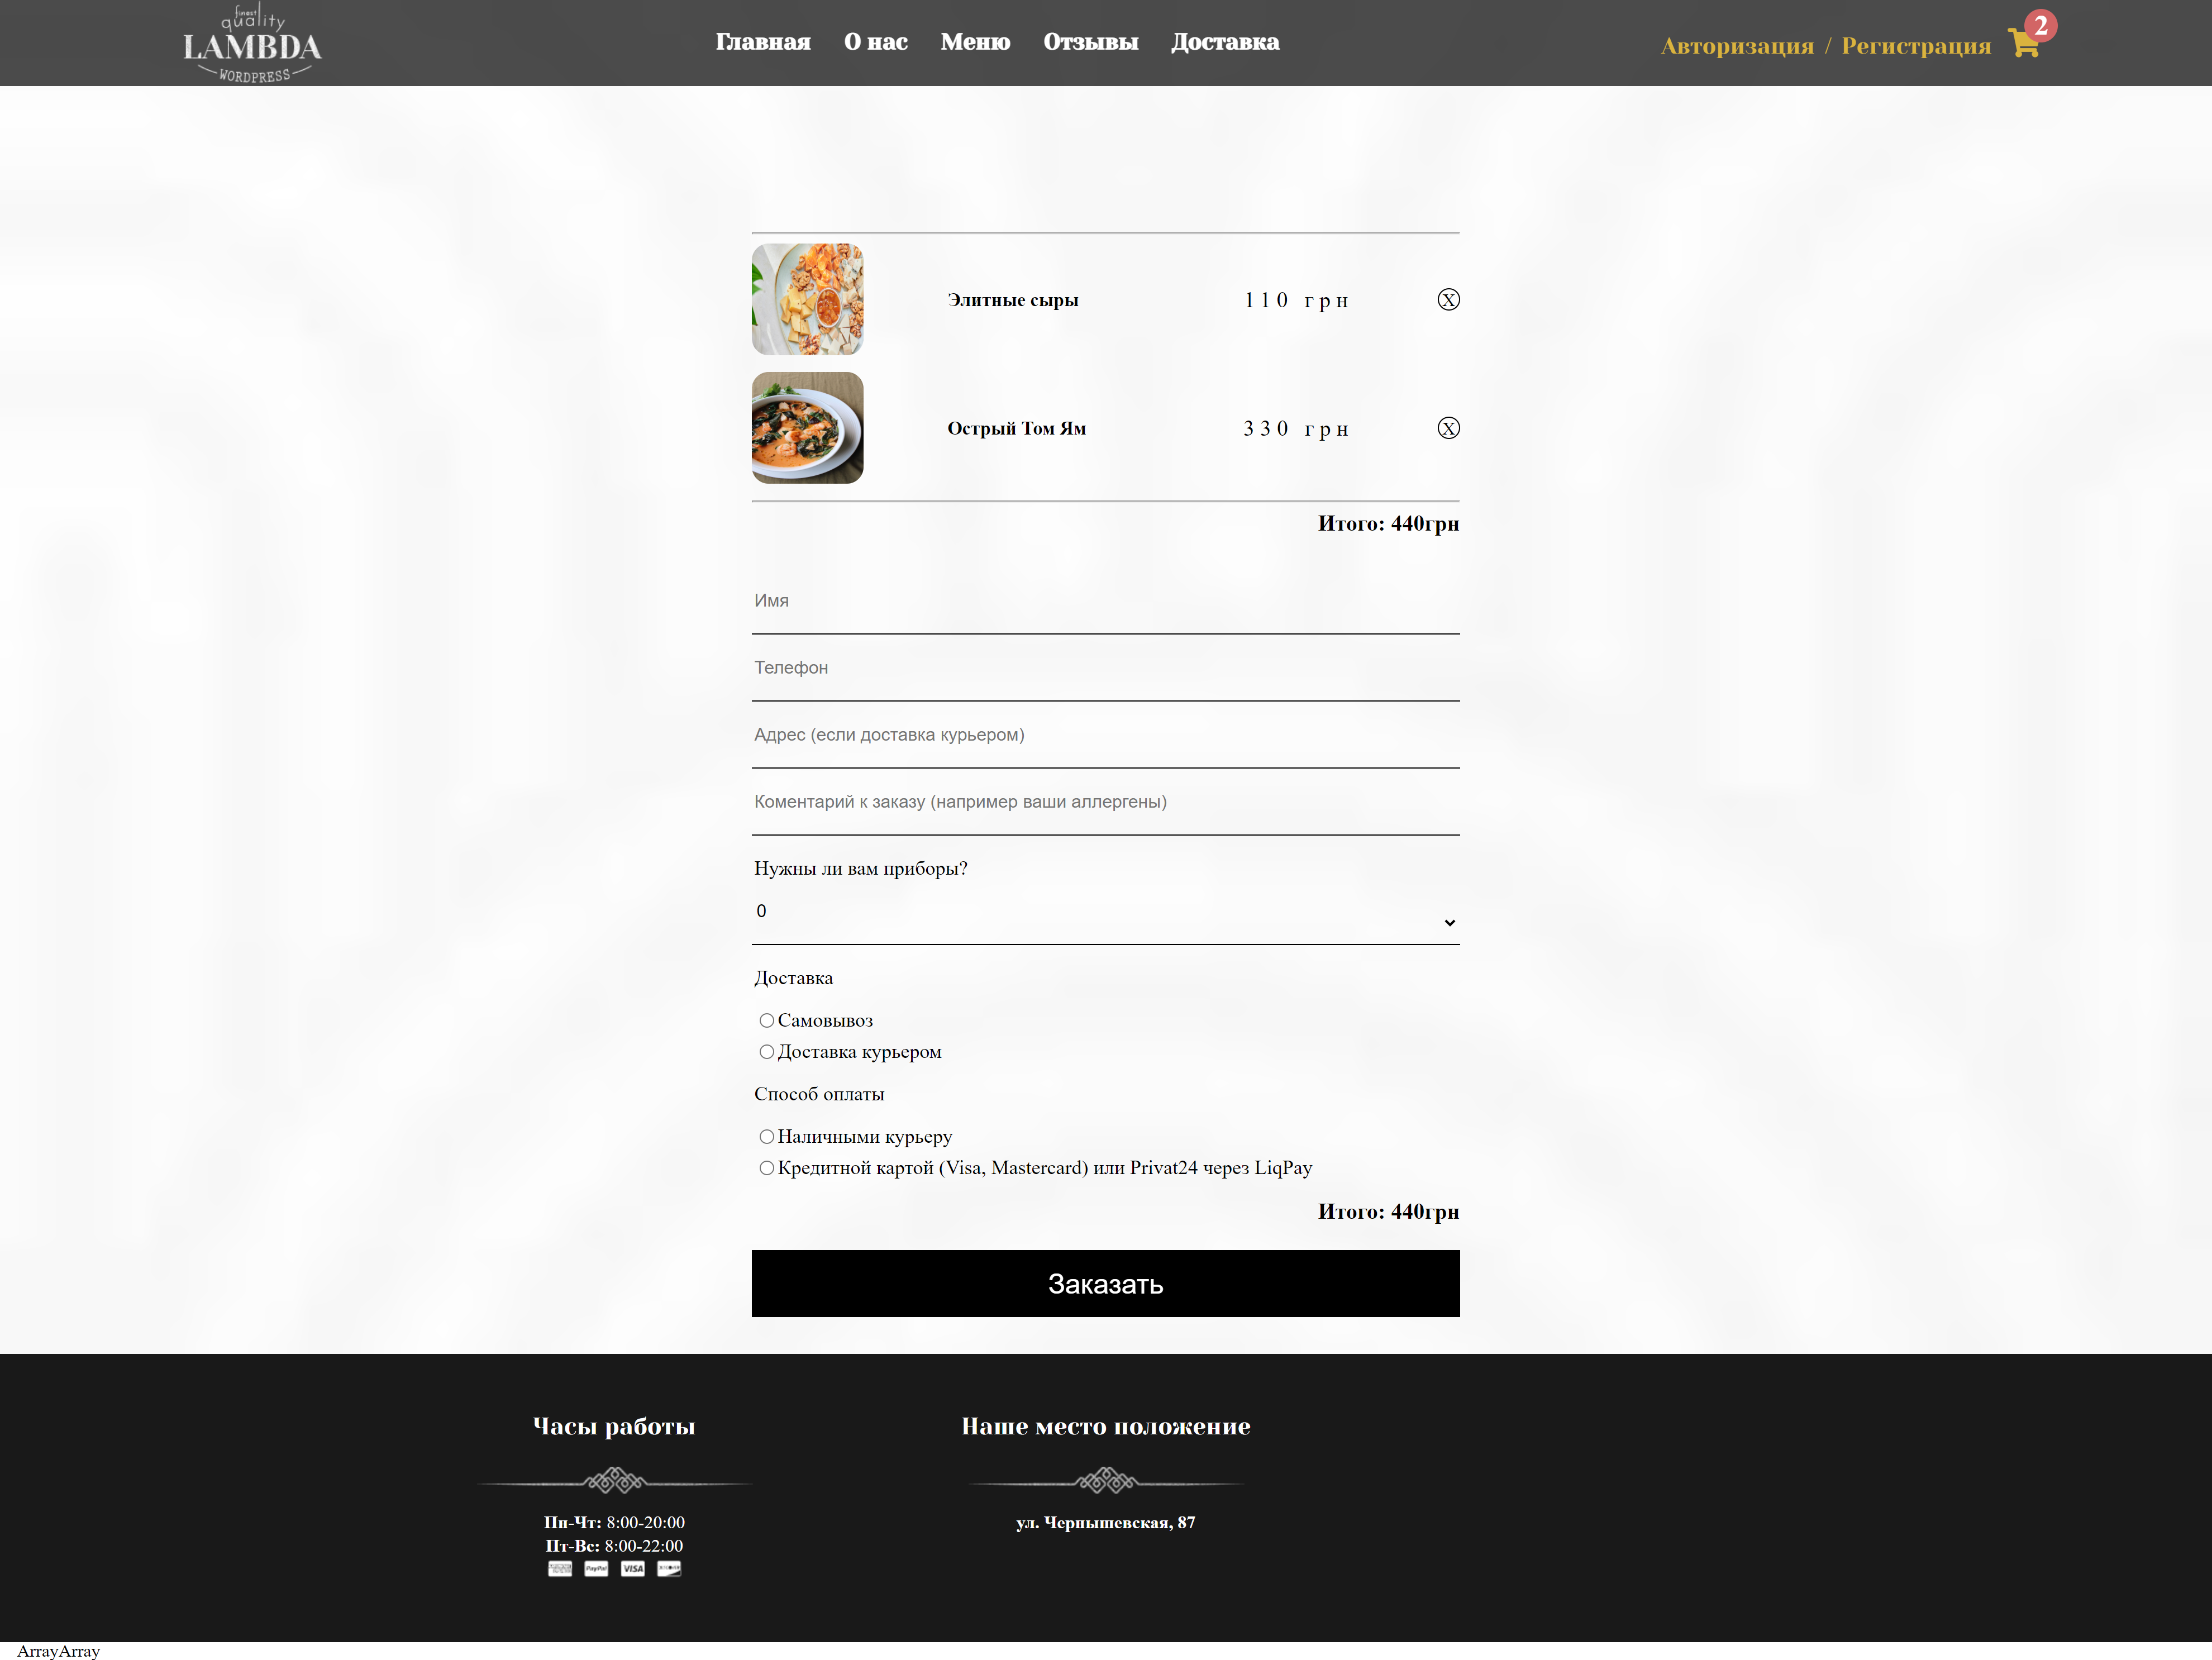 finest
quality
LAMBDA
WORDPRESS
Главная О нас Меню Отзывы Доставка
Авторизация / Регистрация 2
Элитные сыры 110 грн X
Острый Том Ям 330 грн X
Итого: 440грн
Имя
Телефон
Адрес (если доставка курьером)
Коментарий к заказу (например ваши аллергены)
Нужны ли вам приборы?
0
Доставка
Самовывоз
Доставка курьером
Способ оплаты
Наличными курьеру
Кредитной картой (Visa, Mastercard) или Privat24 через LiqPay
Итого: 440грн
Заказать
Часы работы
Наше место положение
Пн-Чт: 8:00-20:00
Пт-Вс: 8:00-22:00
PayPal VISA
ул. Чернышевская, 87
ArrayArray